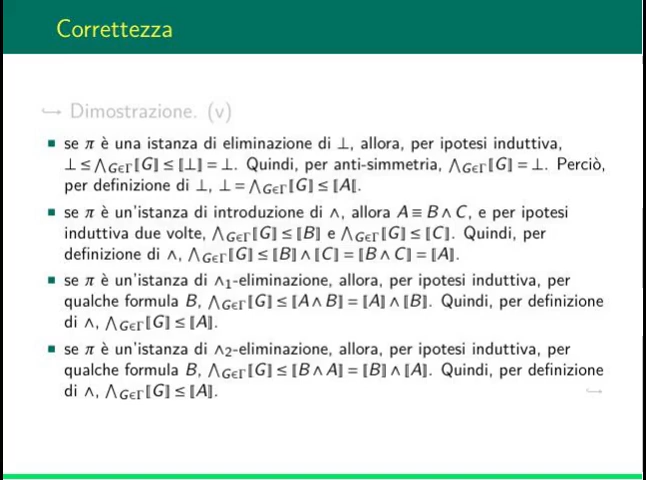 Correttezza
↪ Dimostrazione. (v)
■ se π è una istanza di eliminazione di ⊥, allora, per ipotesi induttiva,
⊥ ≤ ⋀G∈Γ⟦G⟧ ≤ ⟦⊥⟧ = ⊥. Quindi, per anti-simmetria, ⋀G∈Γ⟦G⟧ = ⊥. Perciò,
per definizione di ⊥, ⊥ = ⋀G∈Γ⟦G⟧ ≤ ⟦A⟧.
■ se π è un'istanza di introduzione di ∧, allora A ≡ B ∧ C, e per ipotesi
induttiva due volte, ⋀G∈Γ⟦G⟧ ≤ ⟦B⟧ e ⋀G∈Γ⟦G⟧ ≤ ⟦C⟧. Quindi, per
definizione di ∧, ⋀G∈Γ⟦G⟧ ≤ ⟦B⟧ ∧ ⟦C⟧ = ⟦B ∧ C⟧ = ⟦A⟧.
■ se π è un'istanza di ∧1-eliminazione, allora, per ipotesi induttiva, per
qualche formula B, ⋀G∈Γ⟦G⟧ ≤ ⟦A ∧ B⟧ = ⟦A⟧ ∧ ⟦B⟧. Quindi, per definizione
di ∧, ⋀G∈Γ⟦G⟧ ≤ ⟦A⟧.
■ se π è un'istanza di ∧2-eliminazione, allora, per ipotesi induttiva, per
qualche formula B, ⋀G∈Γ⟦G⟧ ≤ ⟦B ∧ A⟧ = ⟦B⟧ ∧ ⟦A⟧. Quindi, per definizione
di ∧, ⋀G∈Γ⟦G⟧ ≤ ⟦A⟧. ↪